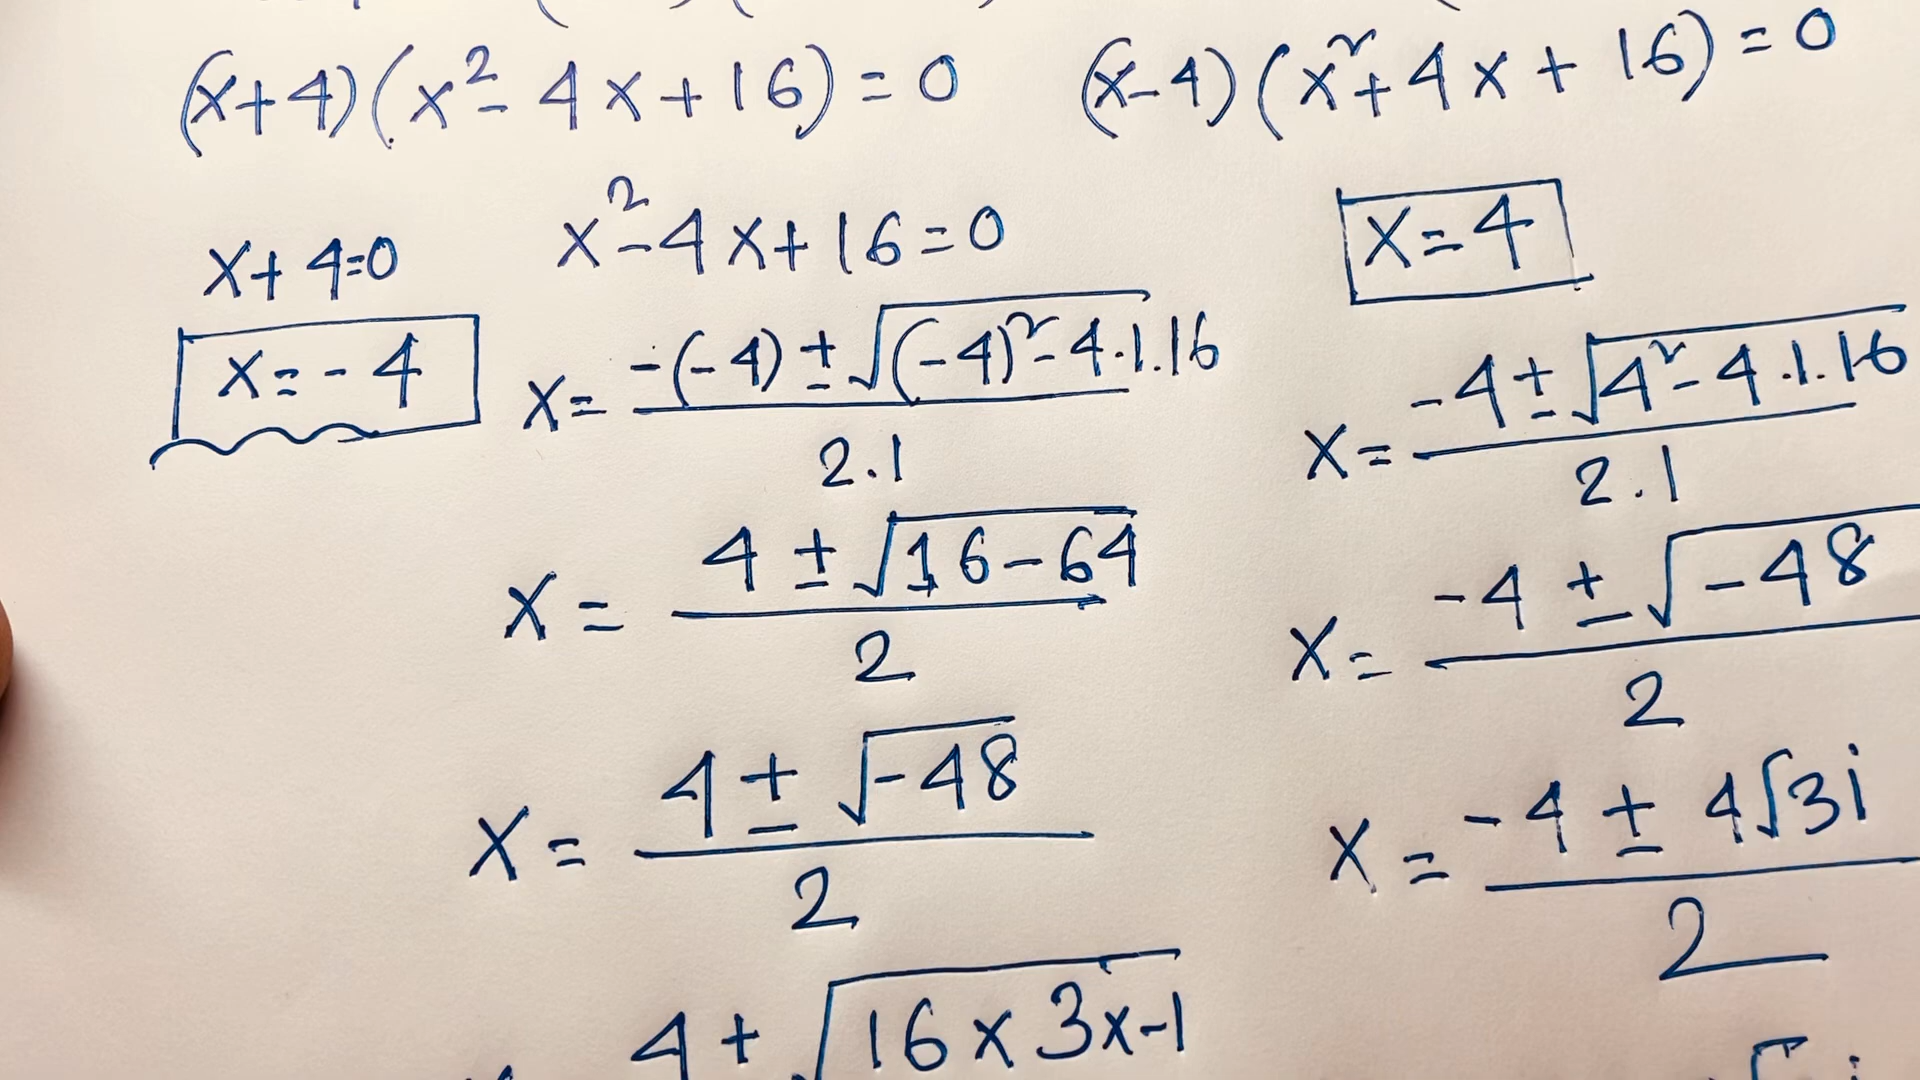 (x+4)(x²-4x+16)=0
x+4=0
x=-4
x²-4x+16=0
x= -(-4)±√(-4)²-4.1.16 / 2.1
x= 4±√16-64 / 2
x= 4±√-48 / 2
4±√16×3×-1
(x-4)(x²+4x+16)=0
x=4
x= -4±√4²-4.1.16 / 2.1
x= -4±√-48 / 2
x= -4±4√3i / 2